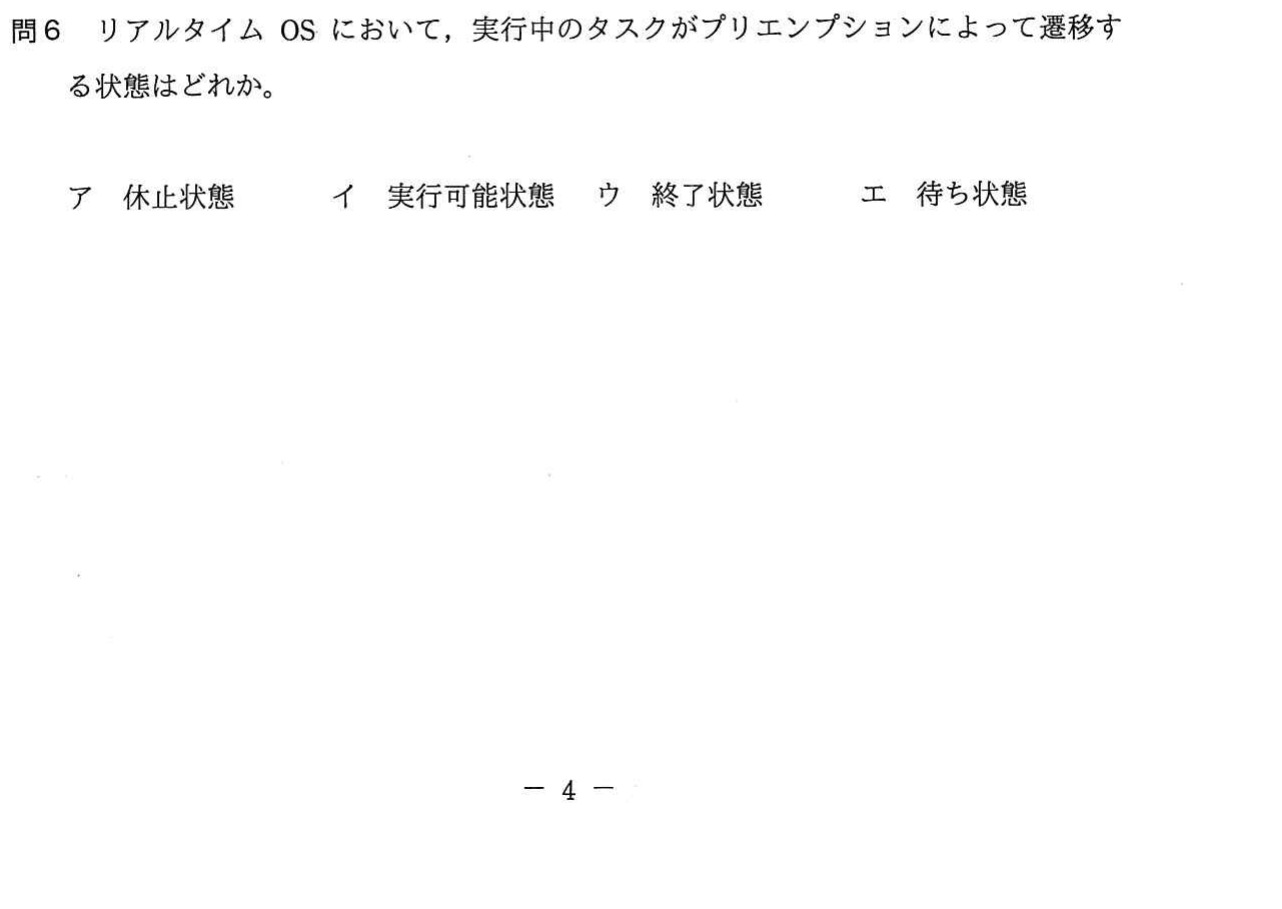 問6 リアルタイム OS において，実行中のタスクがプリエンプションによって遷移す
る状態はどれか。
ア 休止状態 イ 実行可能状態 ウ 終了状態 エ 待ち状態
－ 4 －